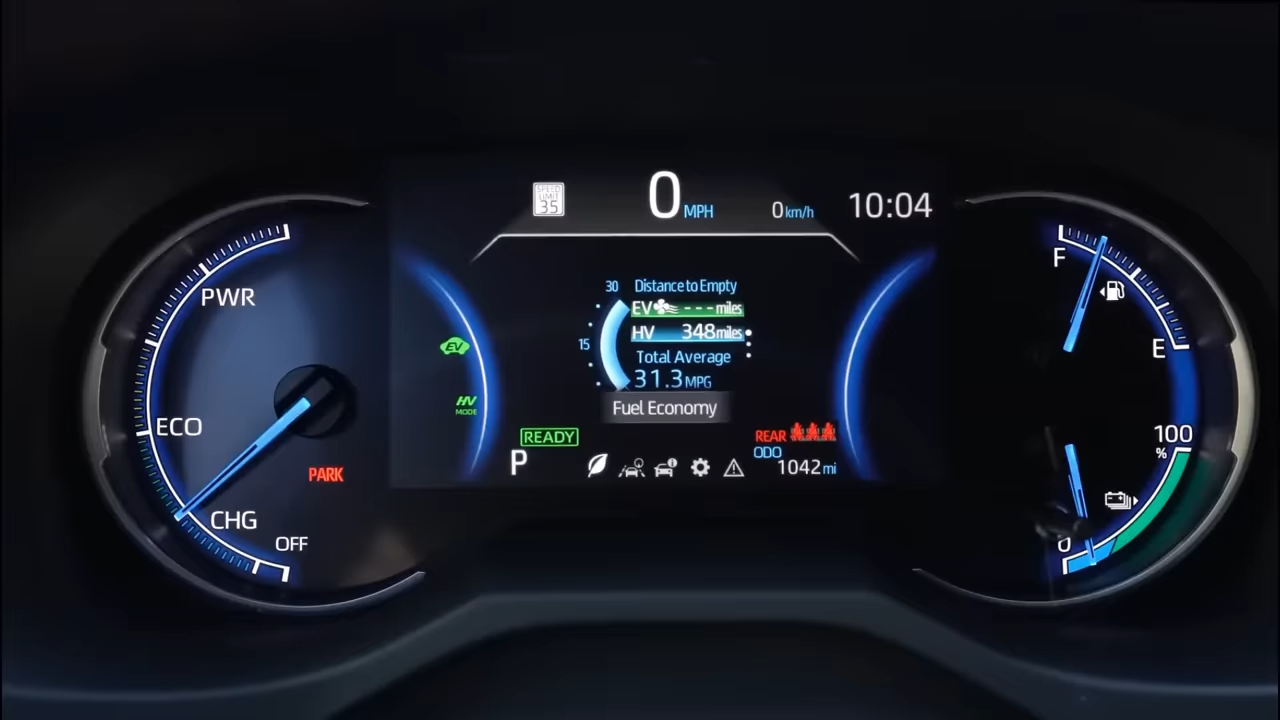 SPEED
LIMIT
35
0 MPH
0 km/h
10:04
PWR
ECO
CHG
OFF
PARK
EV
HV
MODE
30
15
Distance to Empty
EV --- miles
HV 348 miles
Total Average
31.3 MPG
Fuel Economy
READY
P
REAR
ODO
1042 mi
F
E
100
%
0